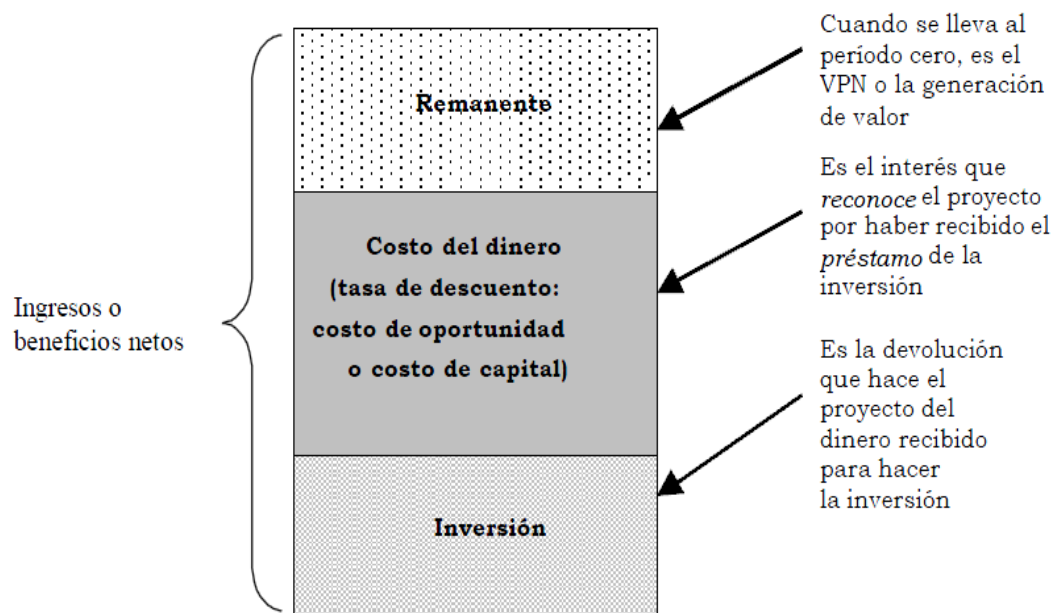 Ingresos o
beneficios netos
Remanente
Costo del dinero
(tasa de descuento:
costo de oportunidad
o costo de capital)
Inversión
Cuando se lleva al
período cero, es el
VPN o la generación
de valor
Es el interés que
reconoce el proyecto
por haber recibido el
préstamo de la
inversión
Es la devolución
que hace el
proyecto del
dinero recibido
para hacer
la inversión